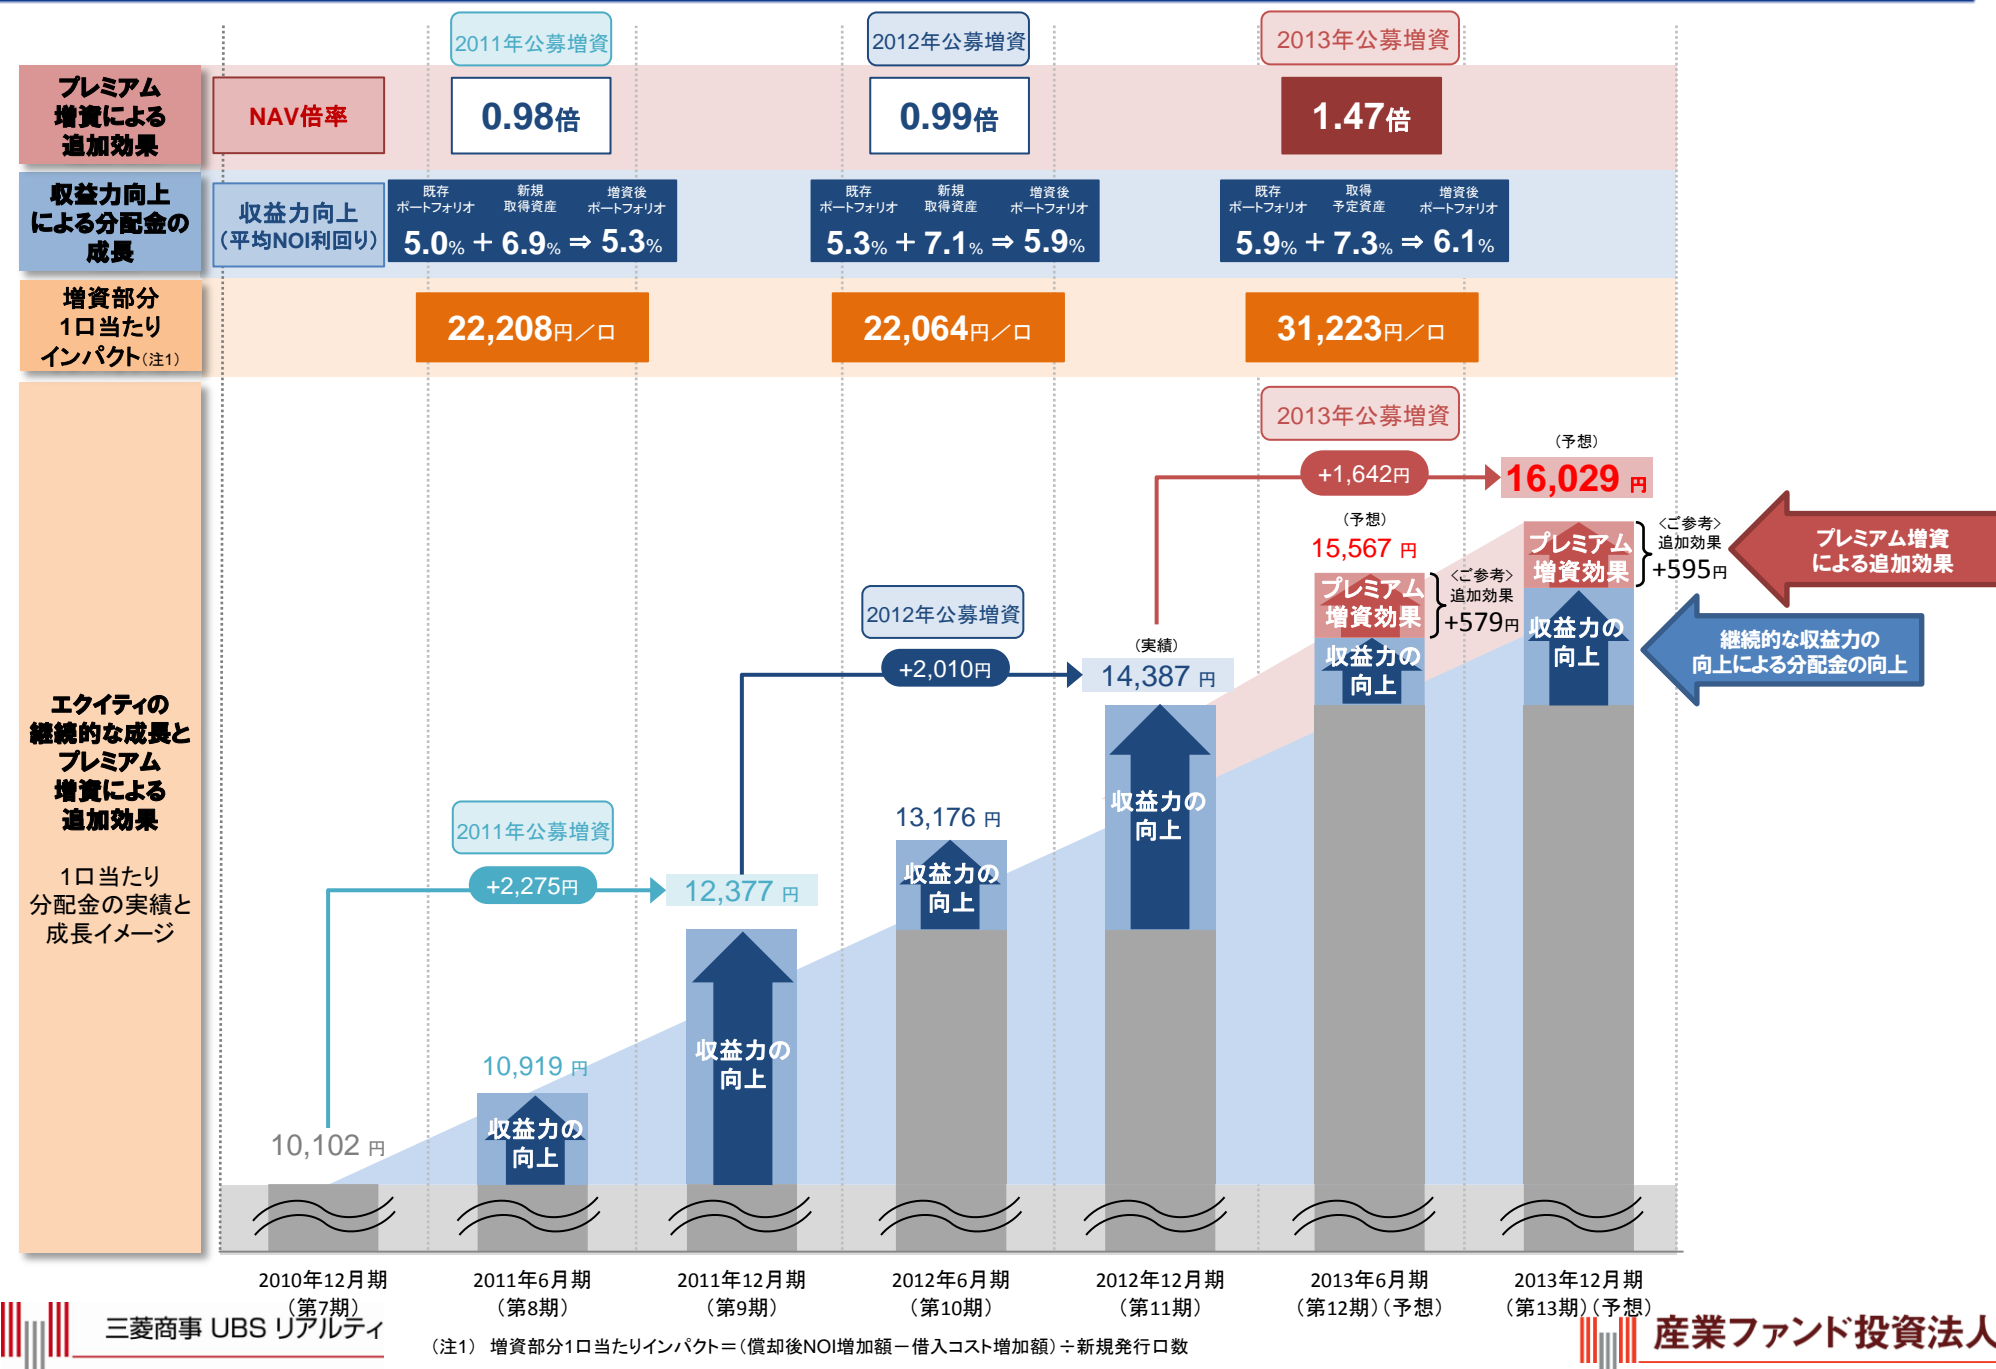 2011年公募増資
2012年公募増資
2013年公募増資
プレミアム
増資による
追加効果
NAV倍率
0.98倍
0.99倍
1.47倍
収益力向上
による分配金の
成長
収益力向上
（平均NOI利回り）
既存 新規 増資後
ポートフォリオ 取得資産 ポートフォリオ
5.0% ＋ 6.9% ⇒ 5.3%
既存 新規 増資後
ポートフォリオ 取得資産 ポートフォリオ
5.3% ＋ 7.1% ⇒ 5.9%
既存 取得 増資後
ポートフォリオ 予定資産 ポートフォリオ
5.9% ＋ 7.3% ⇒ 6.1%
増資部分
1口当たり
インパクト（注1）
22,208円／口
22,064円／口
31,223円／口
エクイティの
継続的な成長と
プレミアム
増資による
追加効果
1口当たり
分配金の実績と
成長イメージ
10,102 円
10,919 円
収益力の
向上
2011年公募増資
+2,275円
12,377 円
収益力の
向上
13,176 円
収益力の
向上
2012年公募増資
+2,010円
（実績）
14,387 円
収益力の
向上
2013年公募増資
+1,642円
（予想）
15,567 円
プレミアム
増資効果
収益力の
向上
〈ご参考〉
追加効果
+579円
（予想）
16,029 円
プレミアム
増資効果
収益力の
向上
〈ご参考〉
追加効果
+595円
プレミアム増資
による追加効果
継続的な収益力の
向上による分配金の向上
2010年12月期
（第7期）
2011年6月期
（第8期）
2011年12月期
（第9期）
2012年6月期
（第10期）
2012年12月期
（第11期）
2013年6月期
（第12期）（予想）
2013年12月期
（第13期）（予想）
三菱商事 UBS リアルティ
（注1） 増資部分1口当たりインパクト＝（償却後NOI増加額－借入コスト増加額）÷新規発行口数
産業ファンド投資法人